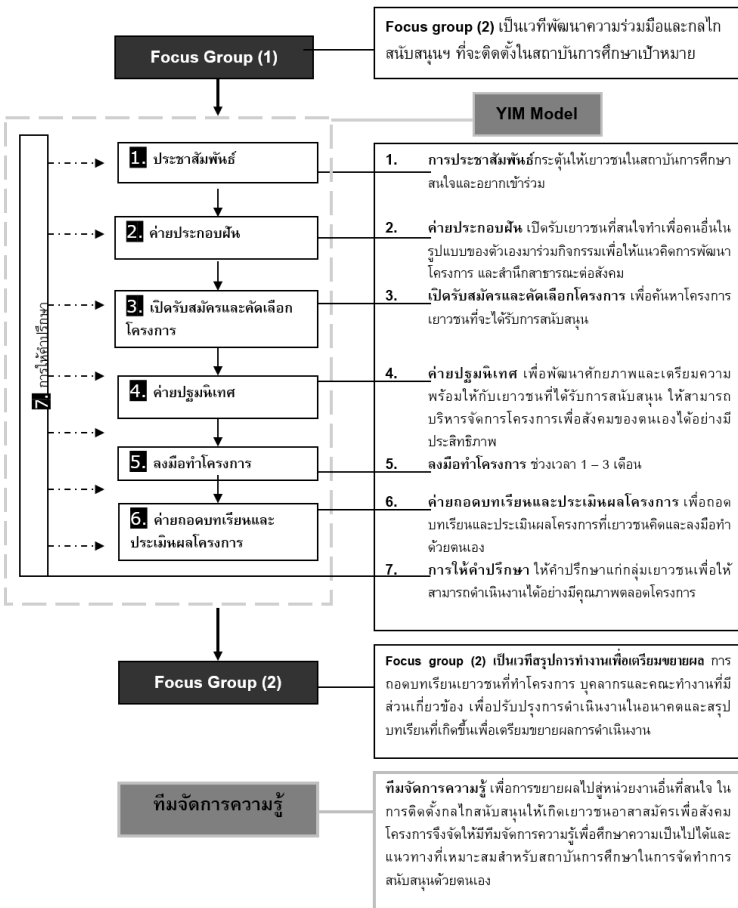 Focus Group (1)
Focus group (2) เป็นเวทีพัฒนาความร่วมมือและกลไก
สนับสนุนฯ ที่จะติดตั้งในสถาบันการศึกษาเป้าหมาย
YIM Model
7. การให้คำปรึกษา
1. ประชาสัมพันธ์
2. ค่ายประกอบฝัน
3. เปิดรับสมัครและคัดเลือก
โครงการ
4. ค่ายปฐมนิเทศ
5. ลงมือทำโครงการ
6. ค่ายถอดบทเรียนและ
ประเมินผลโครงการ
1. การประชาสัมพันธ์กระตุ้นให้เยาวชนในสถาบันการศึกษา
สนใจและอยากเข้าร่วม
2. ค่ายประกอบฝัน เปิดรับเยาวชนที่สนใจทำเพื่อคนอื่นใน
รูปแบบของตัวเองมาร่วมกิจกรรมเพื่อให้แนวคิดการพัฒนา
โครงการ และสำนึกสาธารณะต่อสังคม
3. เปิดรับสมัครและคัดเลือกโครงการ เพื่อค้นหาโครงการ
เยาวชนที่จะได้รับการสนับสนุน
4. ค่ายปฐมนิเทศ เพื่อพัฒนาศักยภาพและเตรียมความ
พร้อมให้กับเยาวชนที่ได้รับการสนับสนุน ให้สามารถ
บริหารจัดการโครงการเพื่อสังคมของตนเองได้อย่างมี
ประสิทธิภาพ
5. ลงมือทำโครงการ ช่วงเวลา 1 – 3 เดือน
6. ค่ายถอดบทเรียนและประเมินผลโครงการ เพื่อถอด
บทเรียนและประเมินผลโครงการที่เยาวชนคิดและลงมือทำ
ด้วยตนเอง
7. การให้คำปรึกษา ให้คำปรึกษาแก่กลุ่มเยาวชนเพื่อให้
สามารถดำเนินงานได้อย่างมีคุณภาพตลอดโครงการ
Focus Group (2)
Focus group (2) เป็นเวทีสรุปการทำงานเพื่อเตรียมขยายผล การ
ถอดบทเรียนเยาวชนที่ทำโครงการ บุคลากรและคณะทำงานที่มี
ส่วนเกี่ยวข้อง เพื่อปรับปรุงการดำเนินงานในอนาคตและสรุป
บทเรียนที่เกิดขึ้นเพื่อเตรียมขยายผลการดำเนินงาน
ทีมจัดการความรู้
ทีมจัดการความรู้ เพื่อการขยายผลไปสู่หน่วยงานอื่นที่สนใจ ใน
การติดตั้งกลไกสนับสนุนให้เกิดเยาวชนอาสาสมัครเพื่อสังคม
โครงการจึงจัดให้มีทีมจัดการความรู้เพื่อศึกษาความเป็นไปได้และ
แนวทางที่เหมาะสมสำหรับสถาบันการศึกษาในการจัดทำการ
สนับสนุนด้วยตนเอง